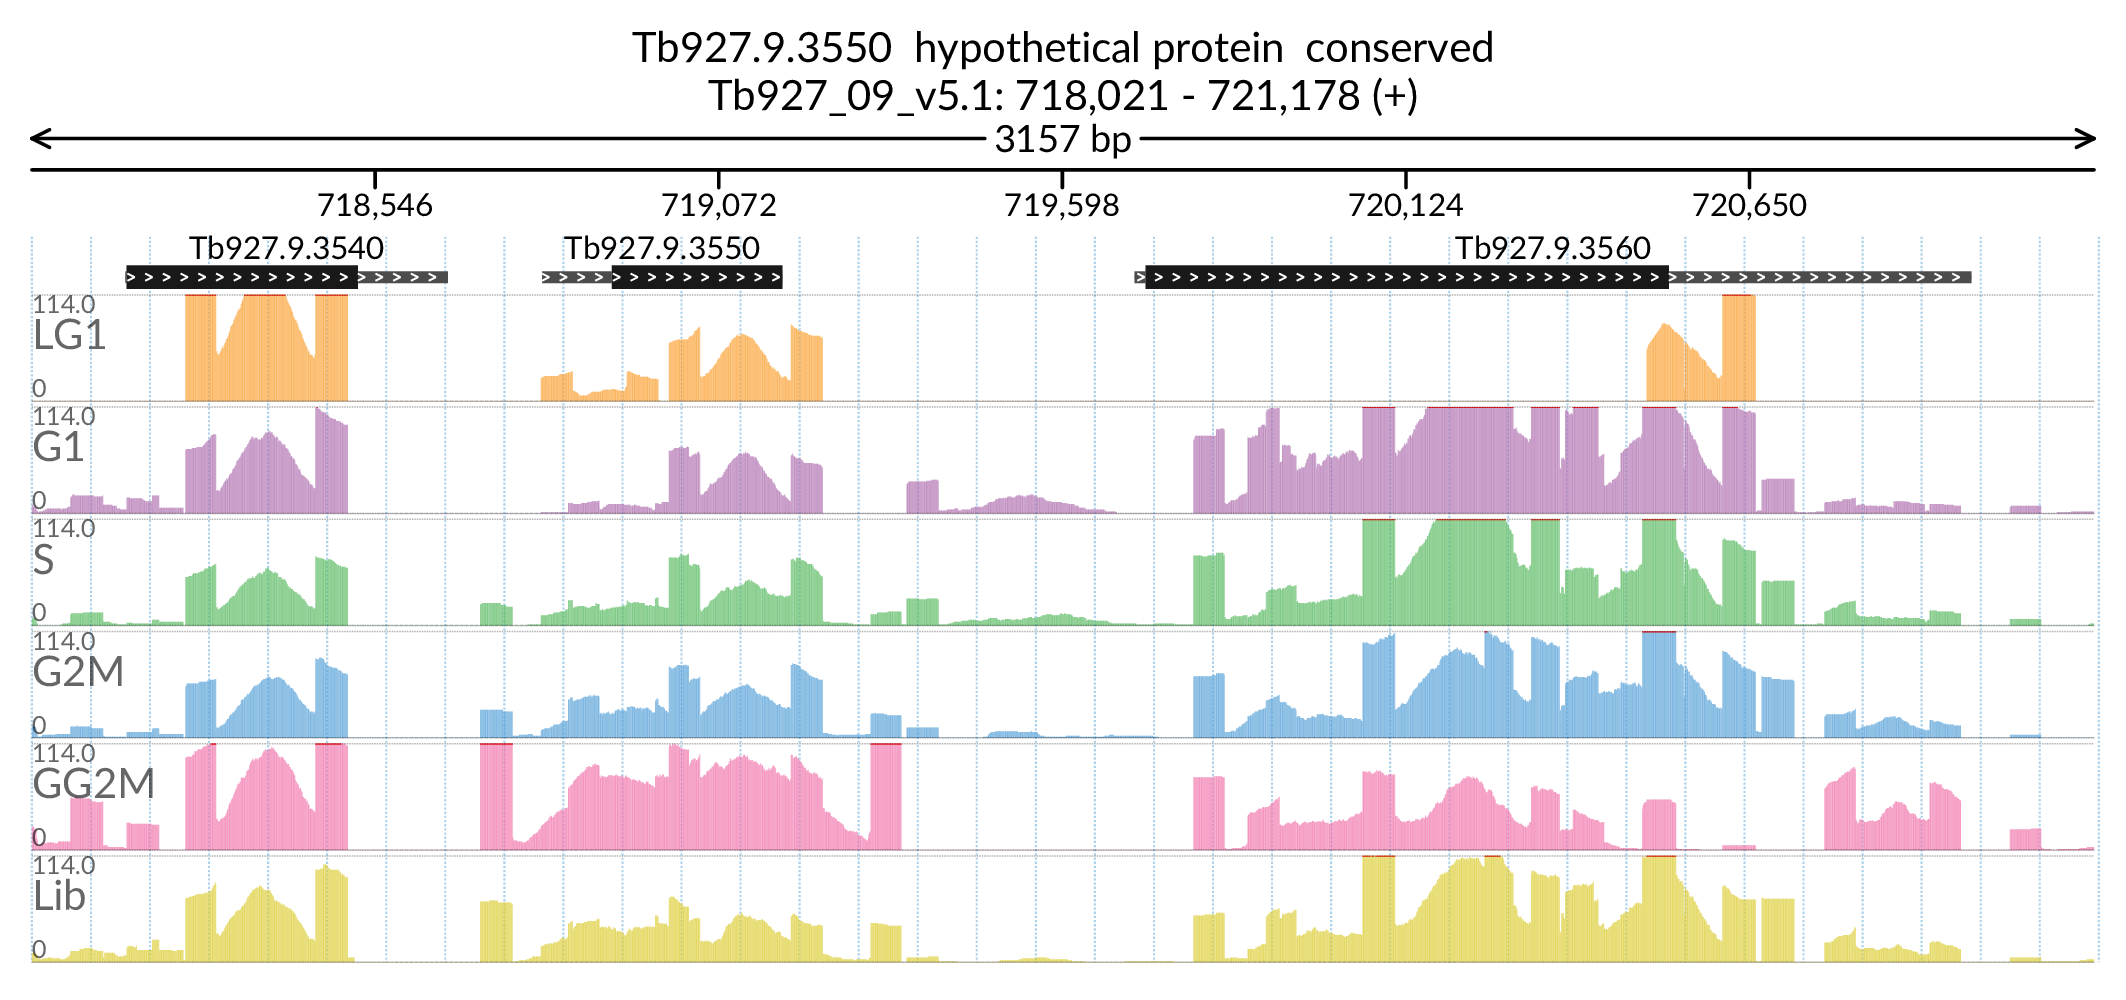 Tb927.9.3550 hypothetical protein conserved
Tb927_09_v5.1: 718,021 - 721,178 (+)
3157 bp
718,546 719,072 719,598 720,124 720,650
Tb927.9.3540 Tb927.9.3550 Tb927.9.3560
114.0
LG1
0
114.0
G1
0
114.0
S
0
114.0
G2M
0
114.0
GG2M
0
114.0
Lib
0